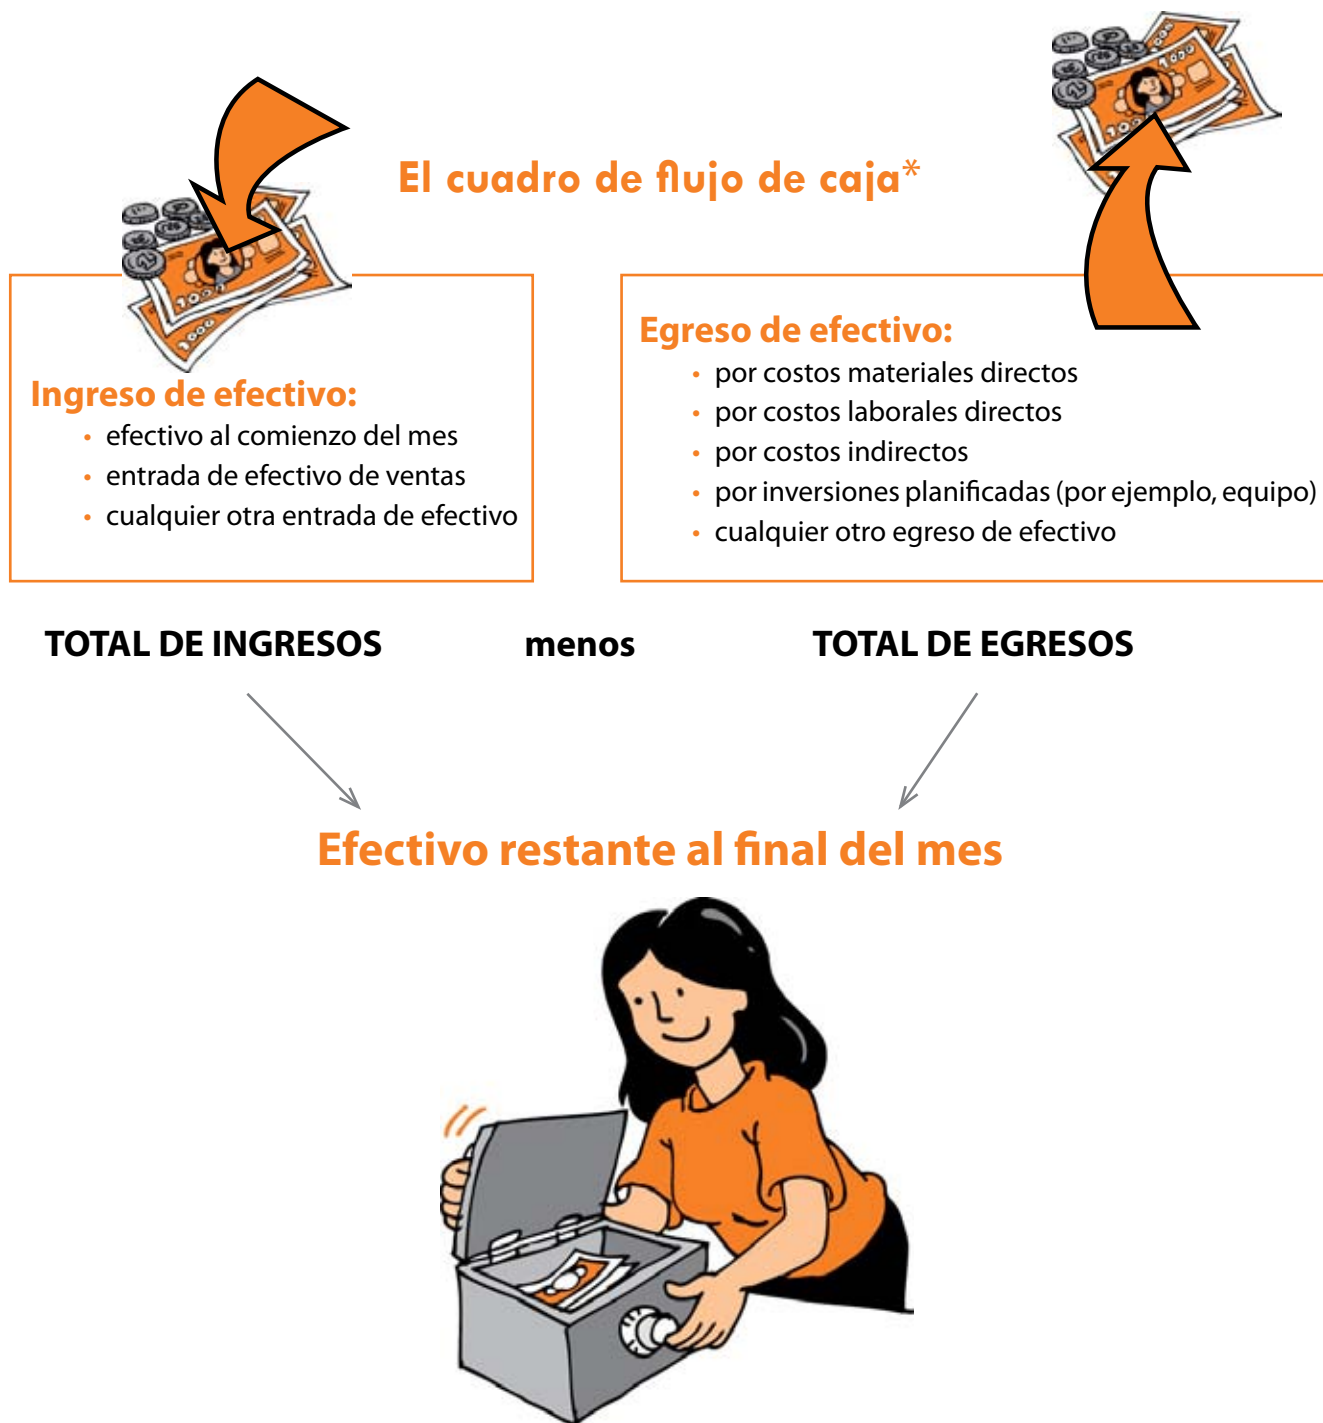 El cuadro de flujo de caja*
Ingreso de efectivo:
• efectivo al comienzo del mes
• entrada de efectivo de ventas
• cualquier otra entrada de efectivo
Egreso de efectivo:
• por costos materiales directos
• por costos laborales directos
• por costos indirectos
• por inversiones planificadas (por ejemplo, equipo)
• cualquier otro egreso de efectivo
TOTAL DE INGRESOS menos TOTAL DE EGRESOS
Efectivo restante al final del mes